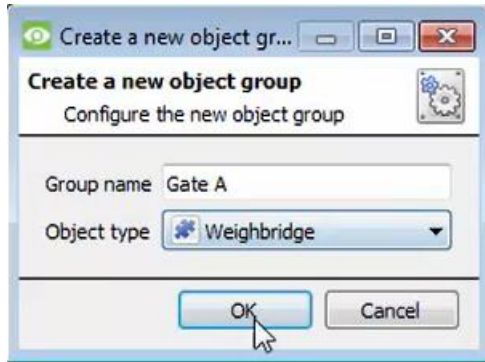 Create a new object gr...
Create a new object group
Configure the new object group
Group name Gate A
Object type Weighbridge
OK Cancel